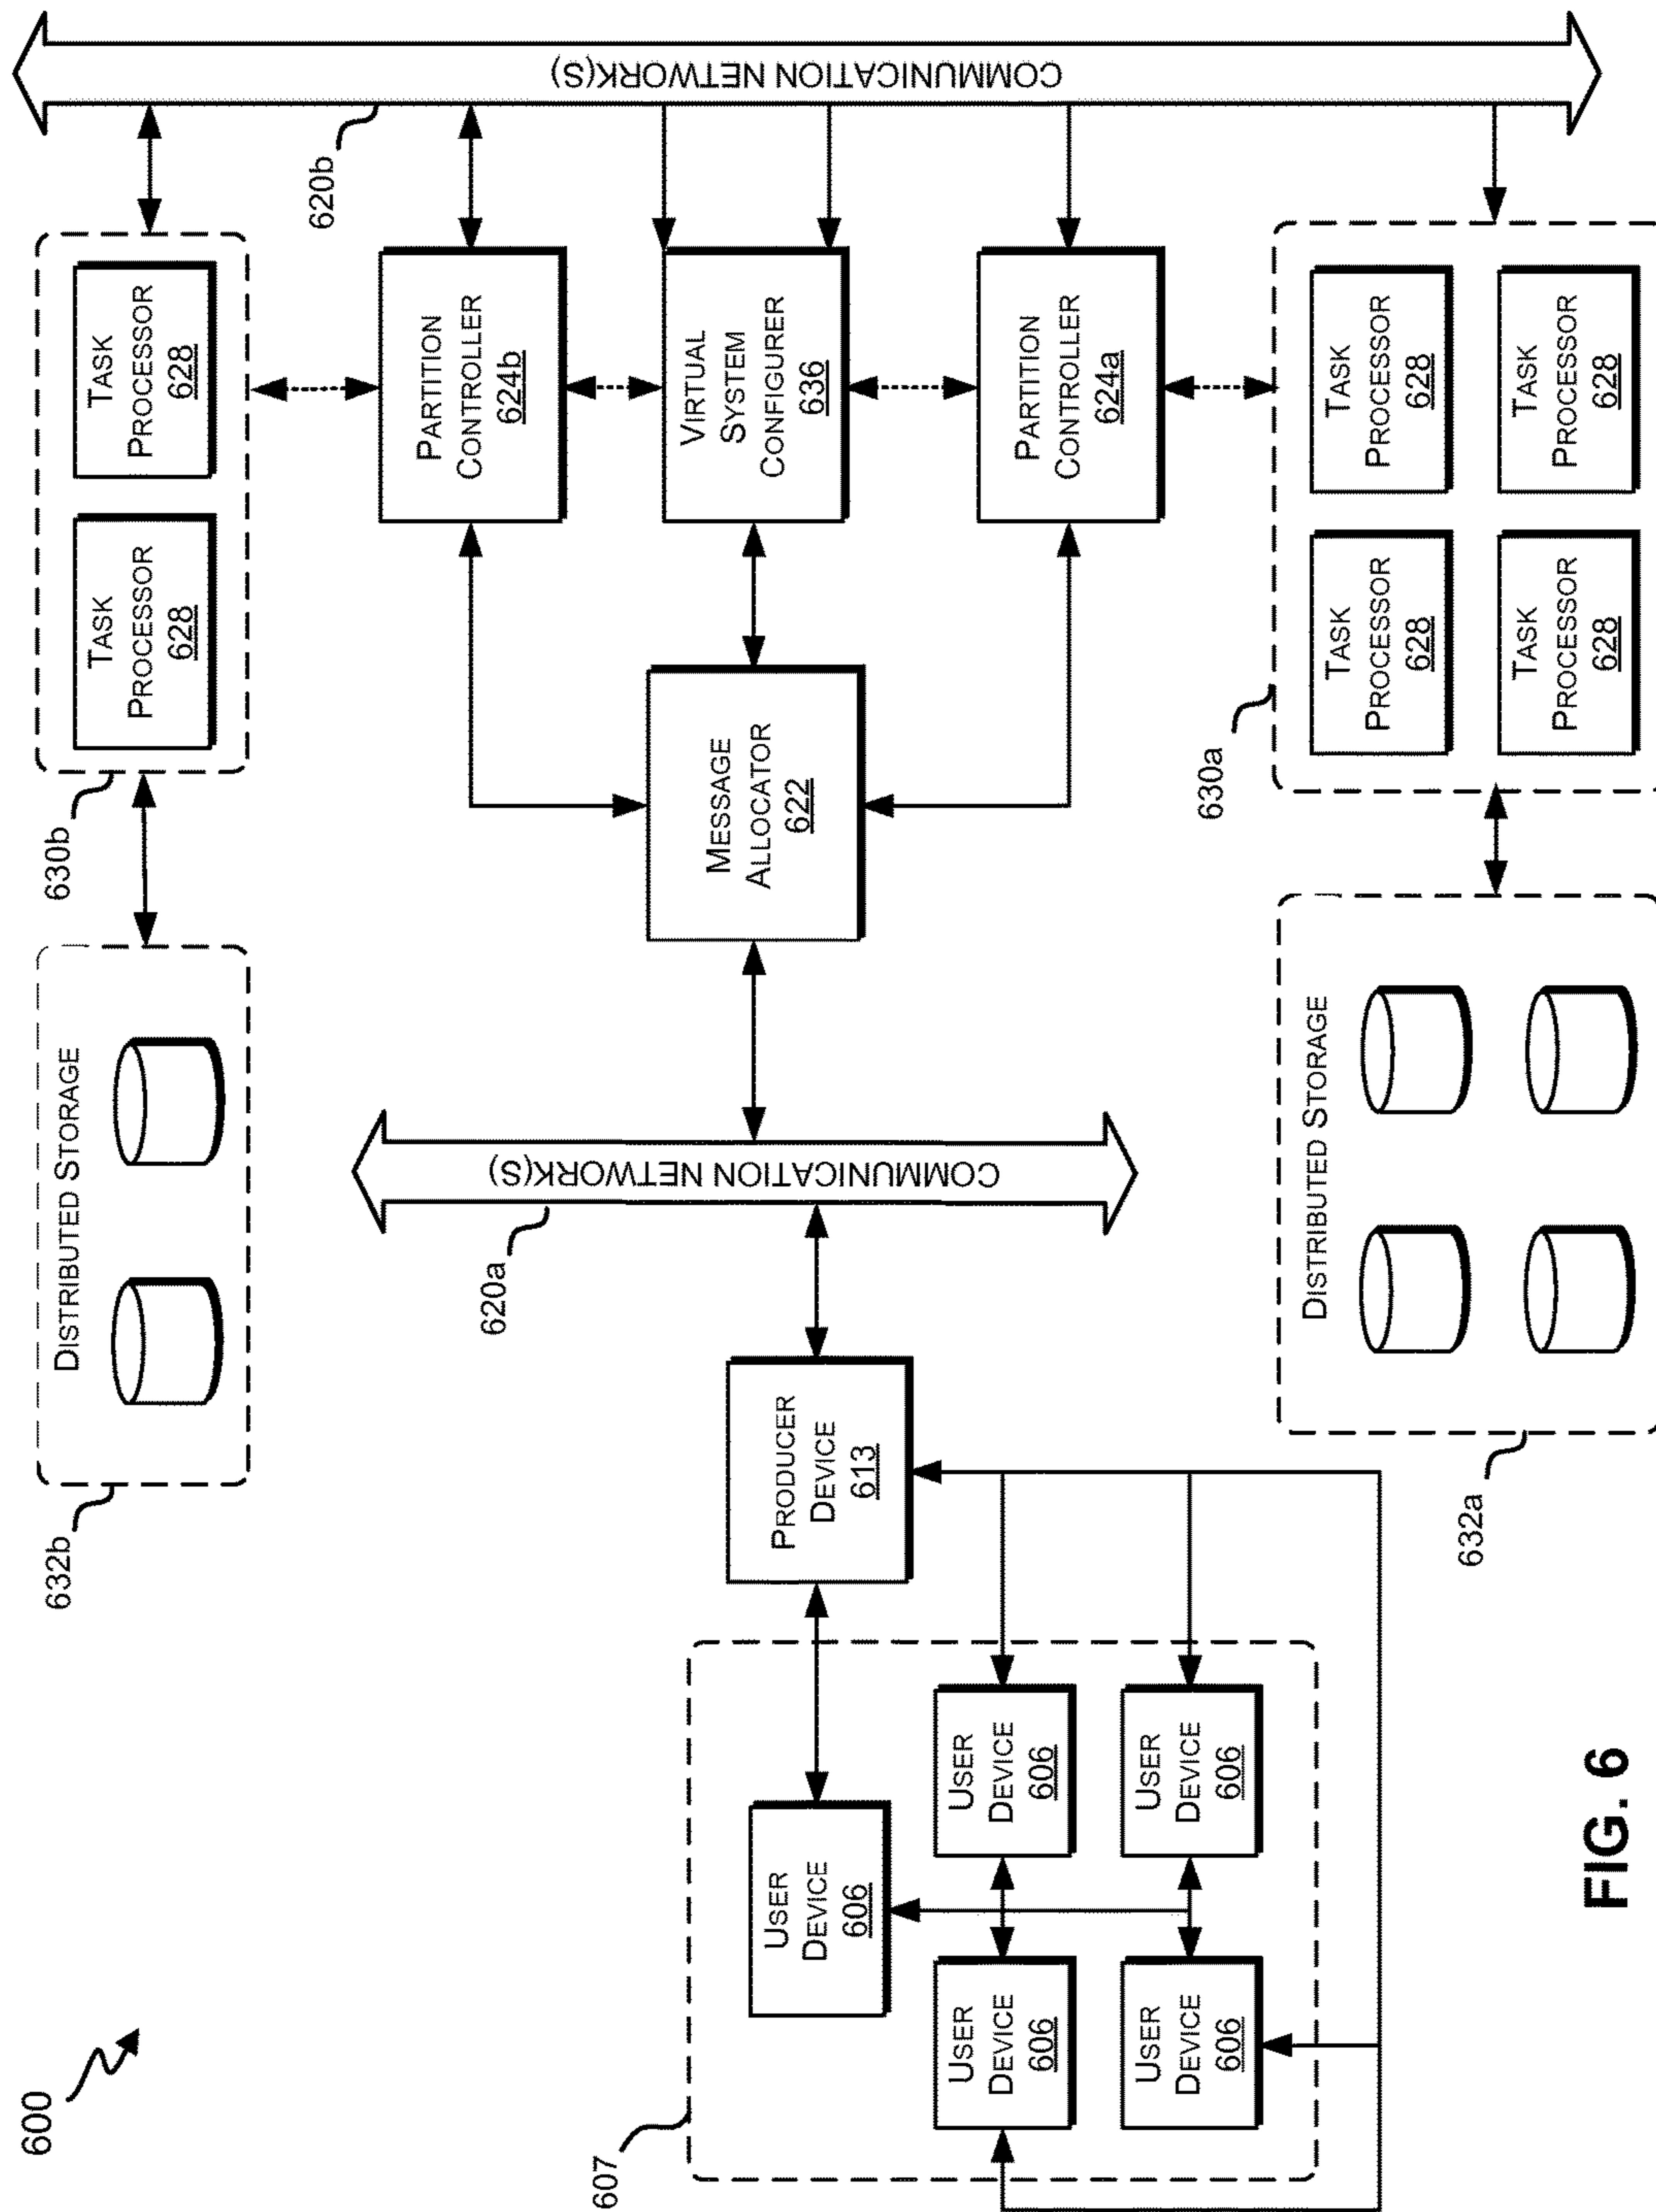 600
632b
DISTRIBUTED STORAGE
630b
TASK
PROCESSOR
628
TASK
PROCESSOR
628
620b
COMMUNICATION NETWORK(S)
620a
COMMUNICATION NETWORK(S)
PARTITION
CONTROLLER
624b
607
USER
DEVICE
606
PRODUCER
DEVICE
613
MESSAGE
ALLOCATOR
622
VIRTUAL
SYSTEM
CONFIGURER
636
USER
DEVICE
606
USER
DEVICE
606
USER
DEVICE
606
USER
DEVICE
606
PARTITION
CONTROLLER
624a
632a
DISTRIBUTED STORAGE
630a
TASK
PROCESSOR
628
TASK
PROCESSOR
628
TASK
PROCESSOR
628
TASK
PROCESSOR
628
FIG. 6